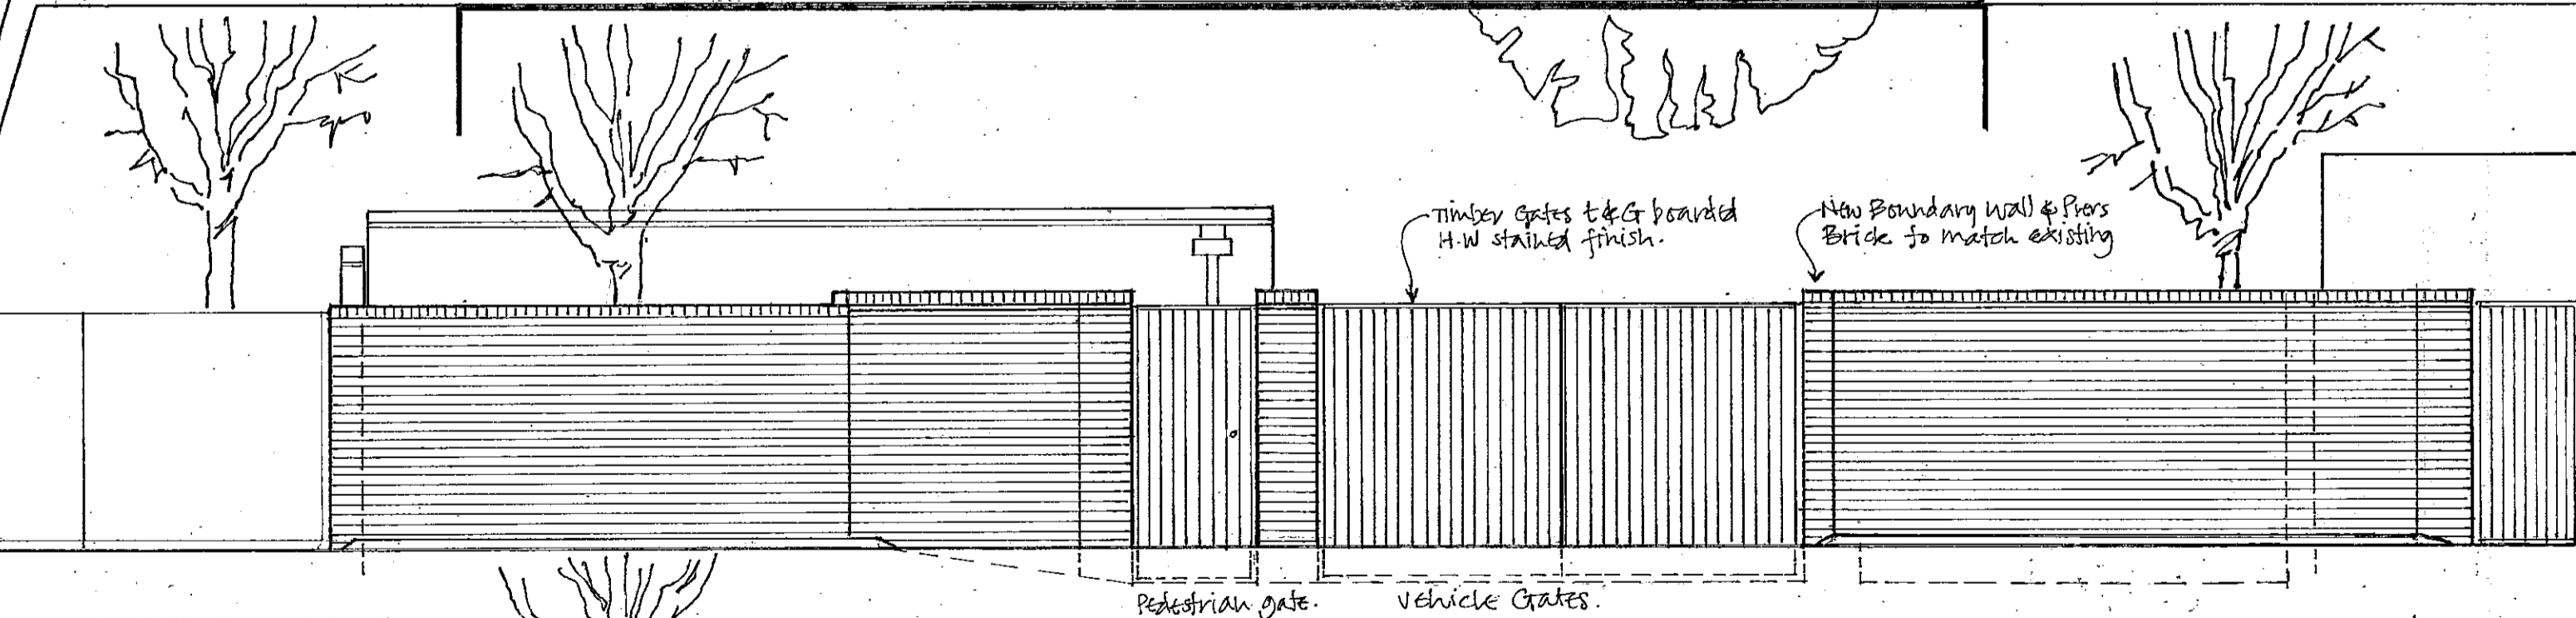 Timber Gates t&G boarded
H.W stained finish.
New Boundary Wall & Piers
Brick to match existing
Pedestrian gate.
Vehicle Gates.